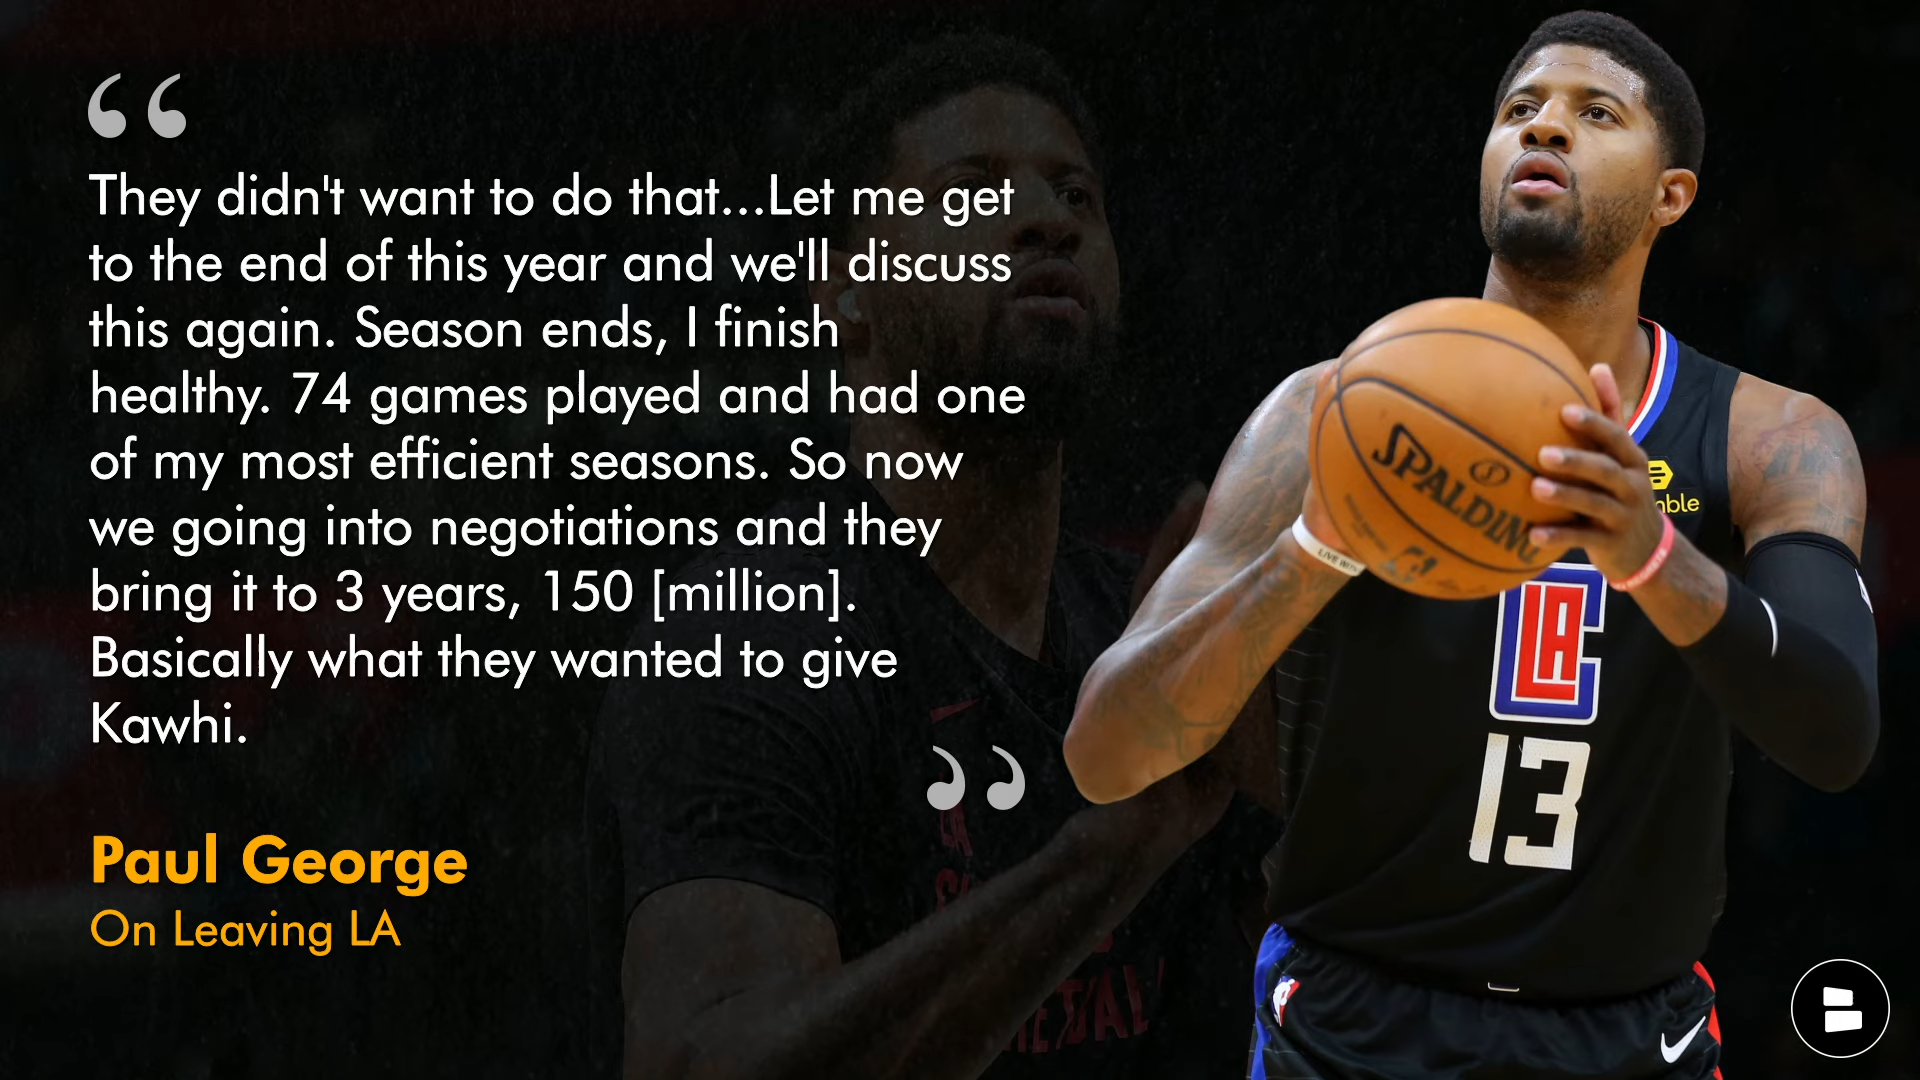 They didn't want to do that...Let me get
to the end of this year and we'll discuss
this again. Season ends, I finish
healthy. 74 games played and had one
of my most efficient seasons. So now
we going into negotiations and they
bring it to 3 years, 150 [million].
Basically what they wanted to give
Kawhi.
Paul George
On Leaving LA
SPALDING
LIVE WITH
LA
13